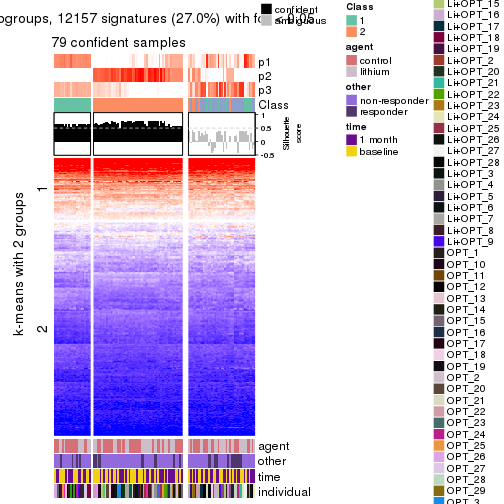 ogroups, 12157 signatures (27.0%) with
confident
ambiguous
79 confident samples
p1
p2
p3
Class
1
0.5
0
-0.5
Silhouette
score
k-means with 2 groups
1
2
agent
other
time
individual
Class
1
2
agent
control
lithium
other
non-responder
responder
time
1 month
baseline
Li+OPT_15
Li+OPT_16
Li+OPT_17
Li+OPT_18
Li+OPT_19
Li+OPT_2
Li+OPT_20
Li+OPT_21
Li+OPT_22
Li+OPT_23
Li+OPT_24
Li+OPT_25
Li+OPT_26
Li+OPT_27
Li+OPT_28
Li+OPT_3
Li+OPT_4
Li+OPT_5
Li+OPT_6
Li+OPT_7
Li+OPT_8
Li+OPT_9
OPT_1
OPT_10
OPT_11
OPT_12
OPT_13
OPT_14
OPT_15
OPT_16
OPT_17
OPT_18
OPT_19
OPT_2
OPT_20
OPT_21
OPT_22
OPT_23
OPT_24
OPT_25
OPT_26
OPT_27
OPT_28
OPT_29